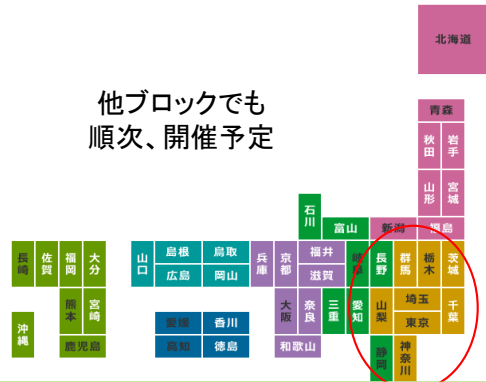 北海道
他ブロックでも
順次、開催予定
青森
秋田 岩手
山形 宮城
石川 富山 新潟 福島
長崎 佐賀 福岡 大分 山口 島根 鳥取 兵庫 京都 福井 岐阜 長野 群馬 栃木 茨城
広島 岡山 滋賀
熊本 宮崎 大阪 奈良 三重 愛知 山梨 埼玉 千葉
沖縄 愛媛 香川 東京
鹿児島 高知 徳島 和歌山 静岡 神奈川